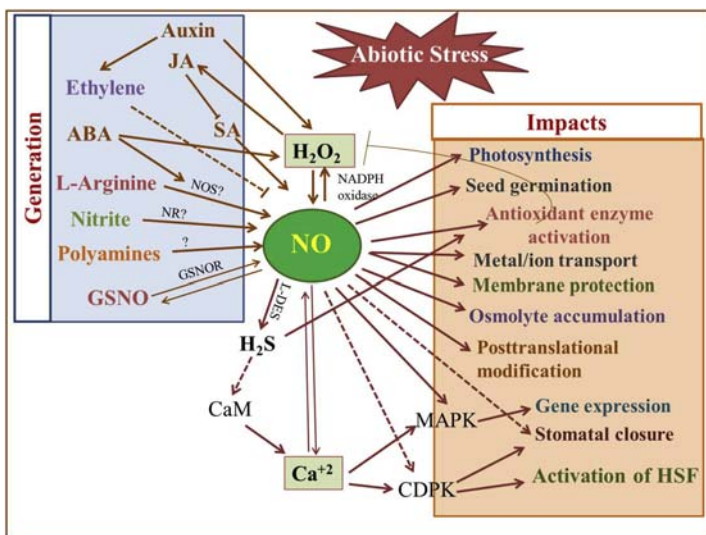 Abiotic Stress
Generation
Auxin
JA
Ethylene
SA
ABA
L-Arginine
NOS?
Nitrite
NR?
Polyamines
?
GSNO
GSNOR
H₂O₂
NADPH
oxidase
NO
L-DES
H₂S
CaM
Ca⁺²
MAPK
CDPK
Impacts
Photosynthesis
Seed germination
Antioxidant enzyme
activation
Metal/ion transport
Membrane protection
Osmolyte accumulation
Posttranslational
modification
Gene expression
Stomatal closure
Activation of HSF